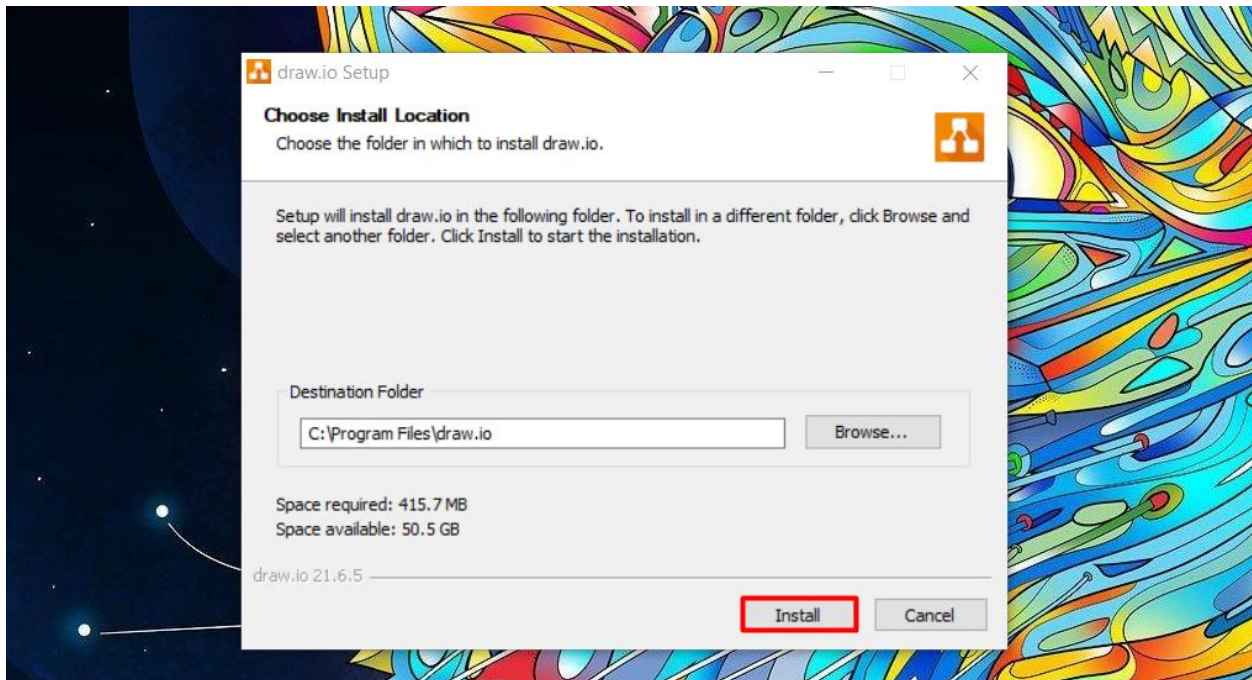 draw.io Setup
Choose Install Location
Choose the folder in which to install draw.io.
Setup will install draw.io in the following folder. To install in a different folder, click Browse and
select another folder. Click Install to start the installation.
Destination Folder
C:\Program Files\draw.io
Browse...
Space required: 415.7 MB
Space available: 50.5 GB
draw.io 21.6.5
Install
Cancel